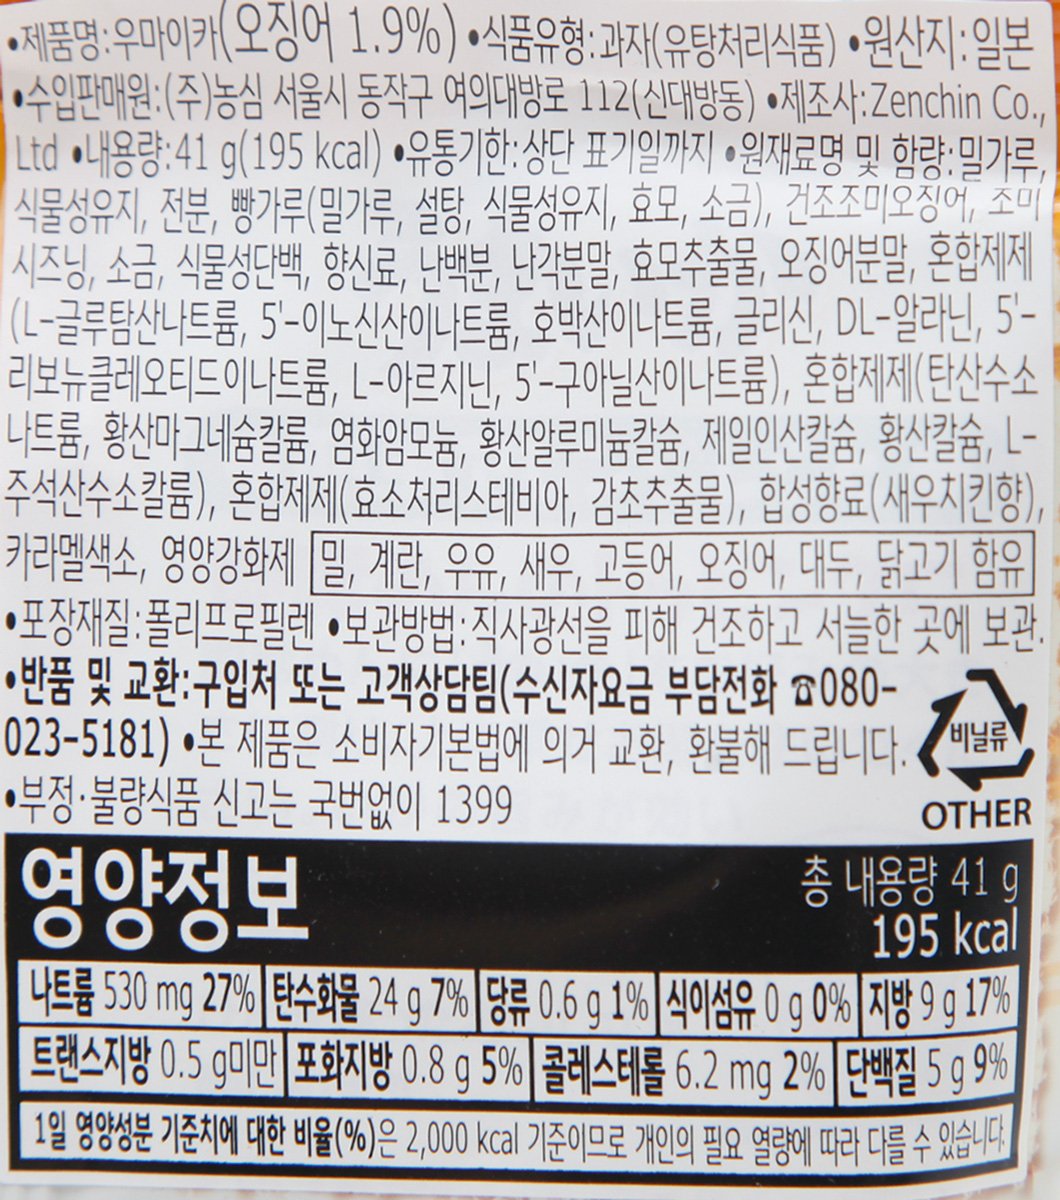 •제품명:우마이카(오징어 1.9%) •식품유형:과자(유탕처리식품) •원산지:일본
•수입판매원:(주)농심 서울시 동작구 여의대방로 112(신대방동) •제조사:Zenchin Co.,
Ltd •내용량:41 g(195 kcal) •유통기한:상단 표기일까지 •원재료명 및 함량:밀가루,
식물성유지, 전분, 빵가루(밀가루, 설탕, 식물성유지, 효모, 소금), 건조조미오징어, 조미
시즈닝, 소금, 식물성단백, 향신료, 난백분, 난각분말, 효모추출물, 오징어분말, 혼합제제
(L-글루탐산나트륨, 5'-이노신산이나트륨, 호박산이나트륨, 글리신, DL-알라닌, 5'-
리보뉴클레오티드이나트륨, L-아르지닌, 5'-구아닐산이나트륨), 혼합제제(탄산수소
나트륨, 황산마그네슘칼륨, 염화암모늄, 황산알루미늄칼슘, 제일인산칼슘, 황산칼슘, L-
주석산수소칼륨), 혼합제제(효소처리스테비아, 감초추출물), 합성향료(새우치킨향),
카라멜색소, 영양강화제 밀, 계란, 우유, 새우, 고등어, 오징어, 대두, 닭고기 함유
•포장재질:폴리프로필렌 •보관방법:직사광선을 피해 건조하고 서늘한 곳에 보관.
•반품 및 교환:구입처 또는 고객상담팀(수신자요금 부담전화 ☎080-
023-5181) •본 제품은 소비자기본법에 의거 교환, 환불해 드립니다.
비닐류
•부정·불량식품 신고는 국번없이 1399
OTHER
영양정보
총 내용량 41 g
195 kcal
나트륨 530 mg 27% 탄수화물 24 g 7% 당류 0.6 g 1% 식이섬유 0 g 0% 지방 9 g 17%
트랜스지방 0.5 g미만 포화지방 0.8 g 5% 콜레스테롤 6.2 mg 2% 단백질 5 g 9%
1일 영양성분 기준치에 대한 비율(%)은 2,000 kcal 기준이므로 개인의 필요 열량에 따라 다를 수 있습니다.